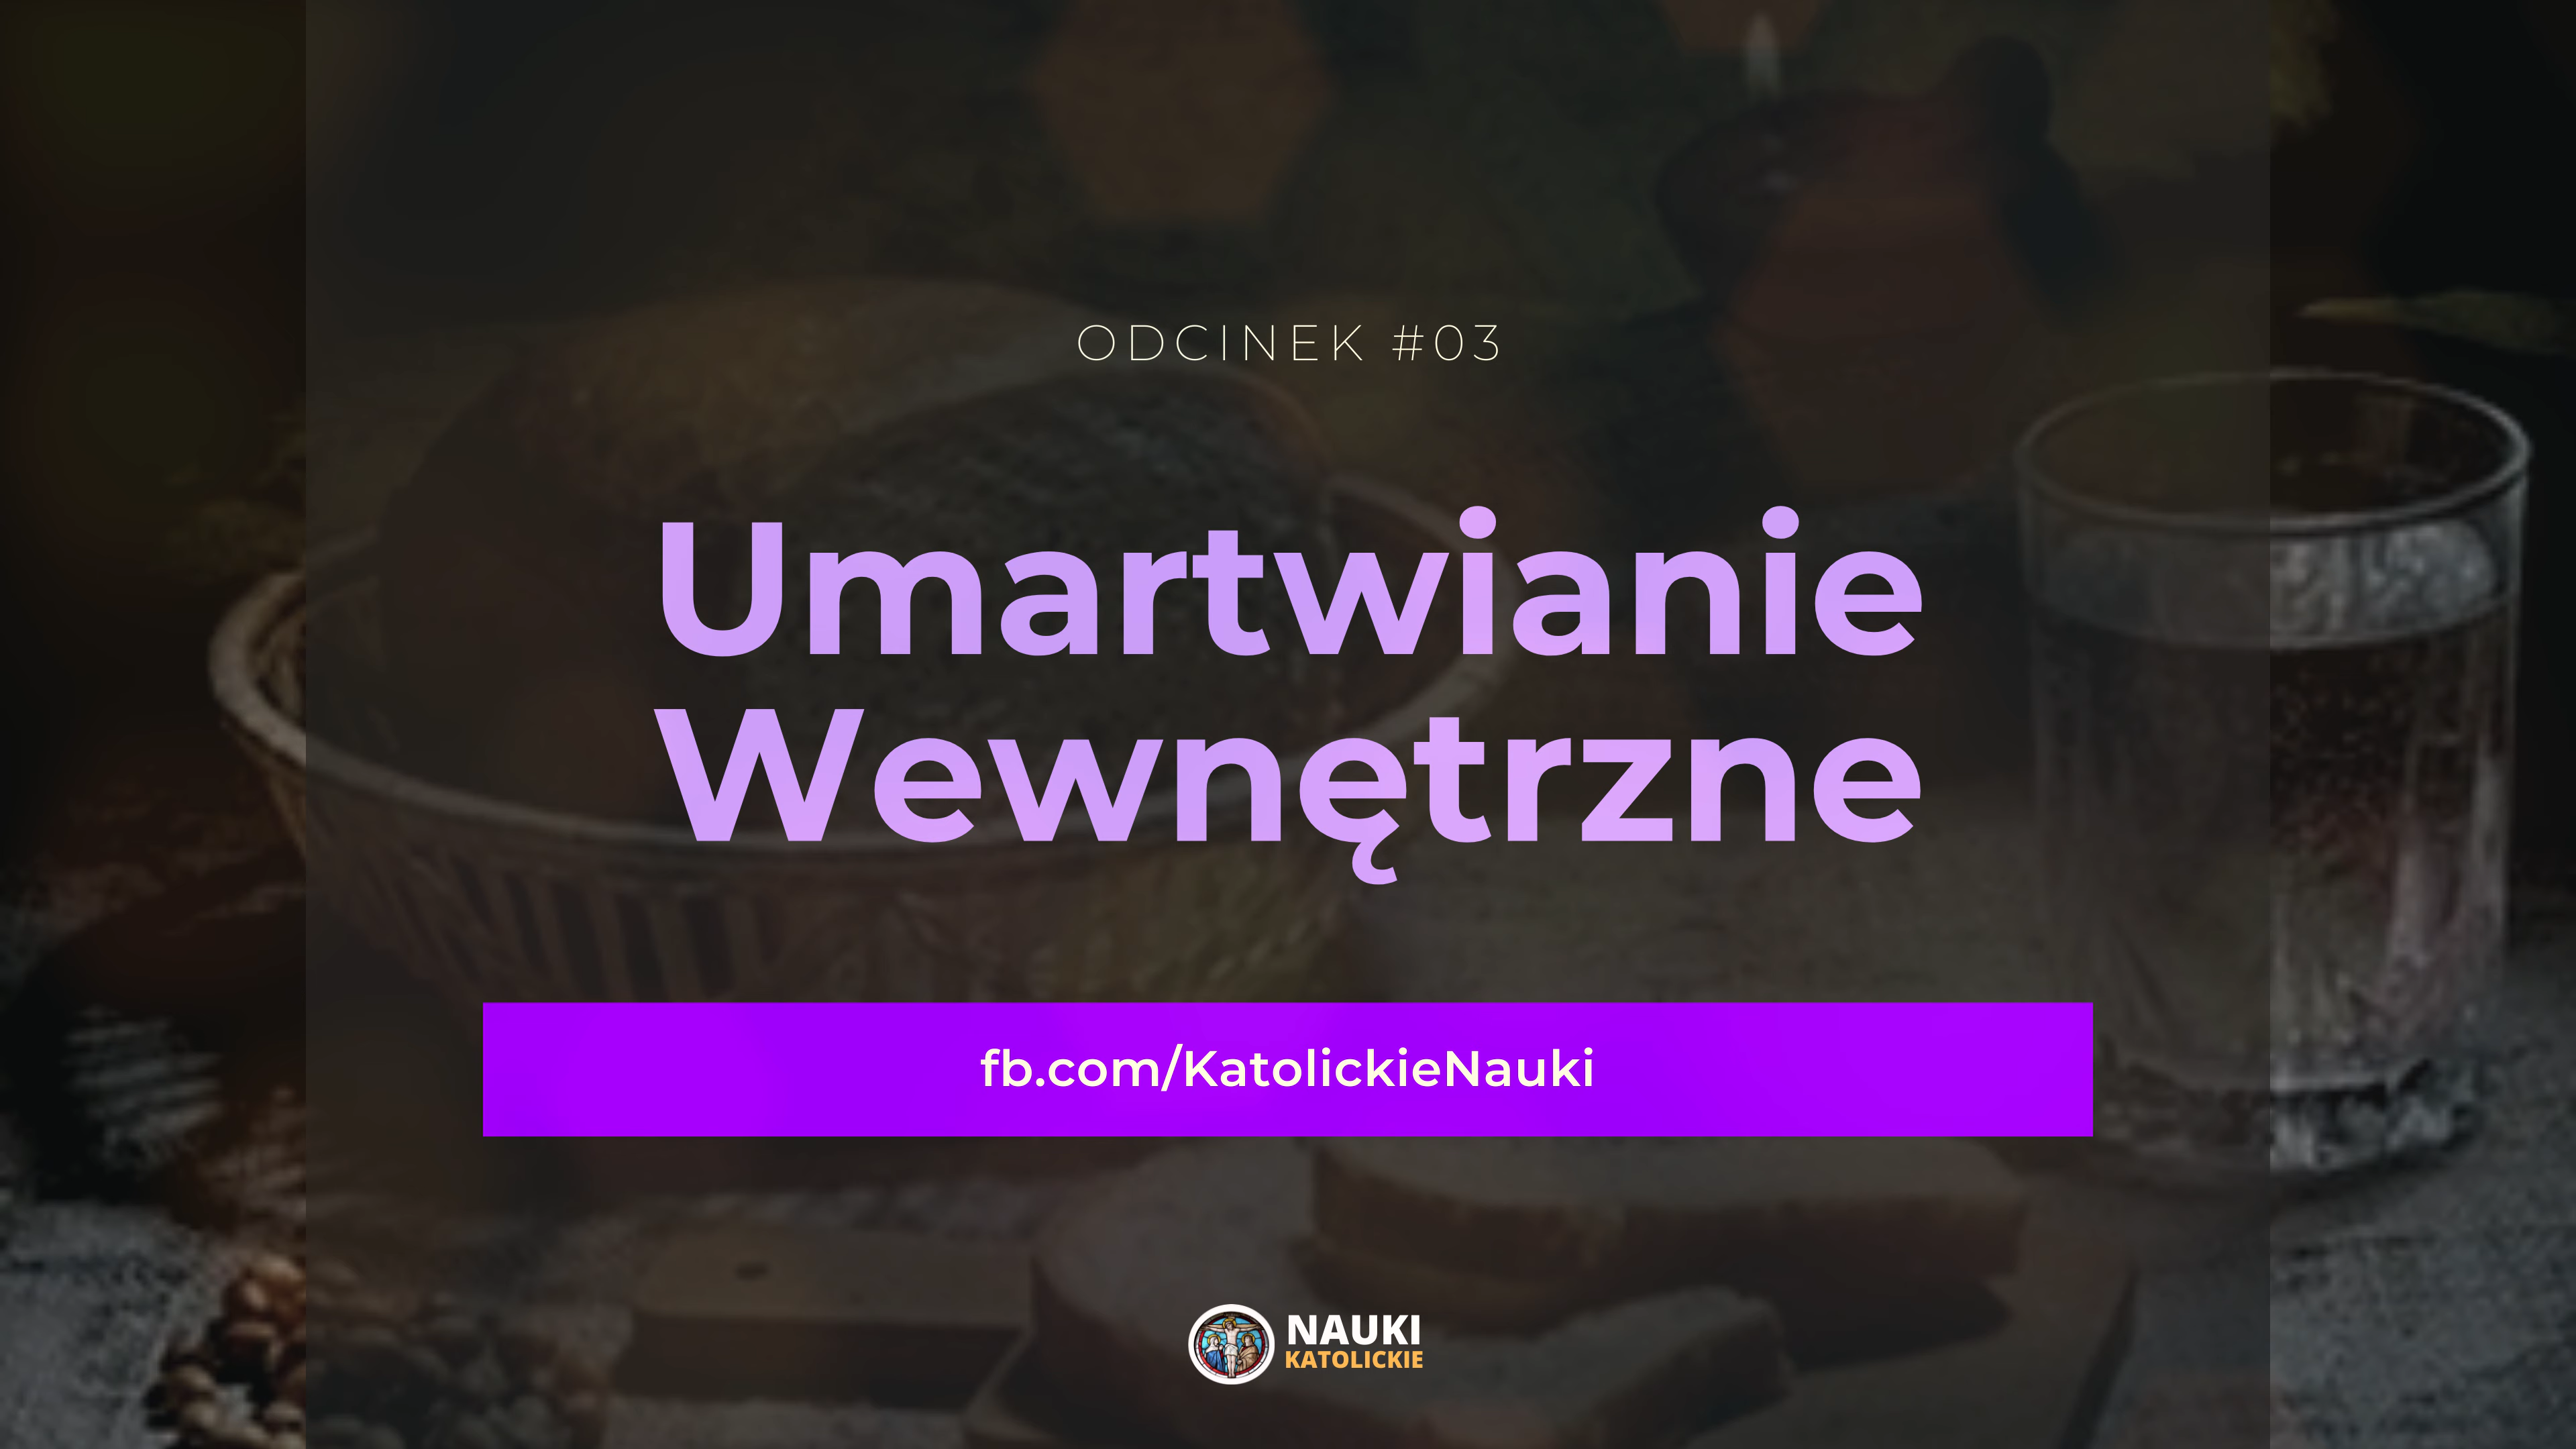 ODCINEK #03
Umartwianie
Wewnętrzne
fb.com/KatolickieNauki
NAUKI
KATOLICKIE